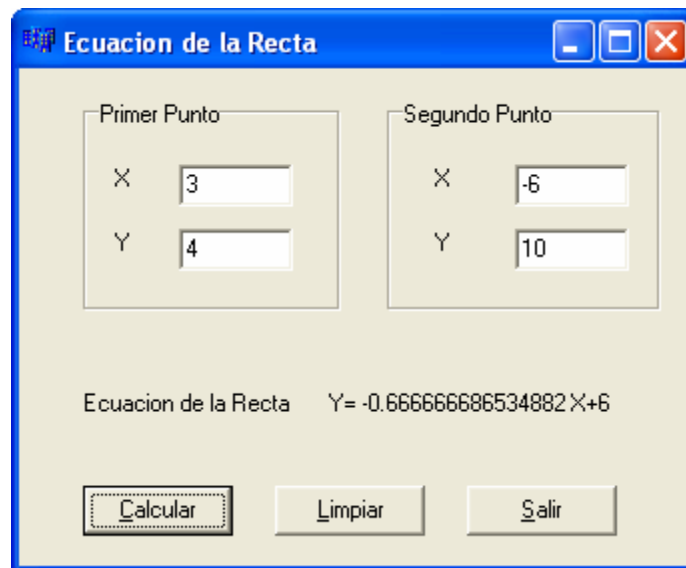 Ecuacion de la Recta
Primer Punto
Segundo Punto
X 3
X -6
Y 4
Y 10
Ecuacion de la Recta Y= -0.666666686534882 X+6
Calcular Limpiar Salir